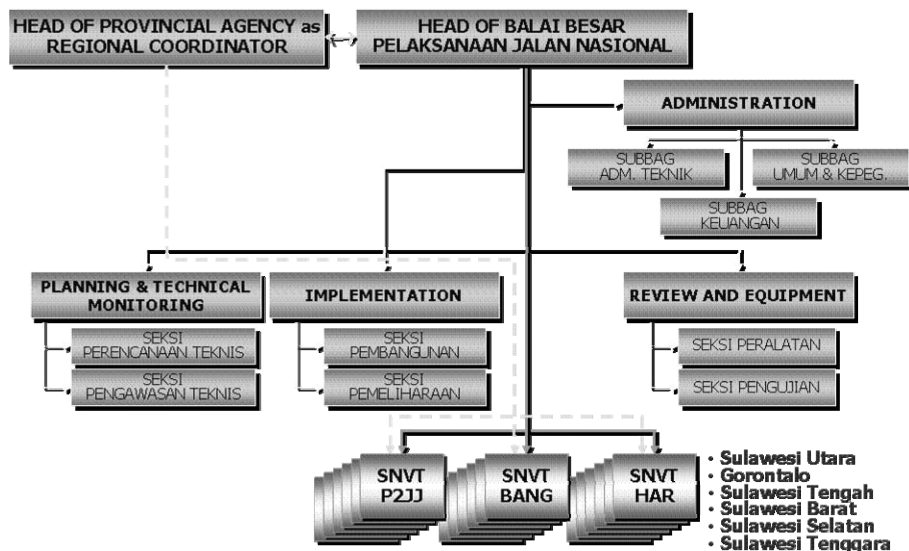 HEAD OF PROVINCIAL AGENCY as
REGIONAL COORDINATOR
HEAD OF BALAI BESAR
PELAKSANAAN JALAN NASIONAL
ADMINISTRATION
SUBBAG
ADM. TEKNIK
SUBBAG
UMUM & KEPEG.
SUBBAG
KEUANGAN
PLANNING & TECHNICAL
MONITORING
SEKSI
PERENCANAAN TEKNIS
SEKSI
PENGAWASAN TEKNIS
IMPLEMENTATION
SEKSI
PEMBANGUNAN
SEKSI
PEMELIHARAAN
REVIEW AND EQUIPMENT
SEKSI PERALATAN
SEKSI PENGUJIAN
SNVT
P2JJ
SNVT
BANG
SNVT
HAR
• Sulawesi Utara
• Gorontalo
• Sulawesi Tengah
• Sulawesi Barat
• Sulawesi Selatan
• Sulawesi Tenggara